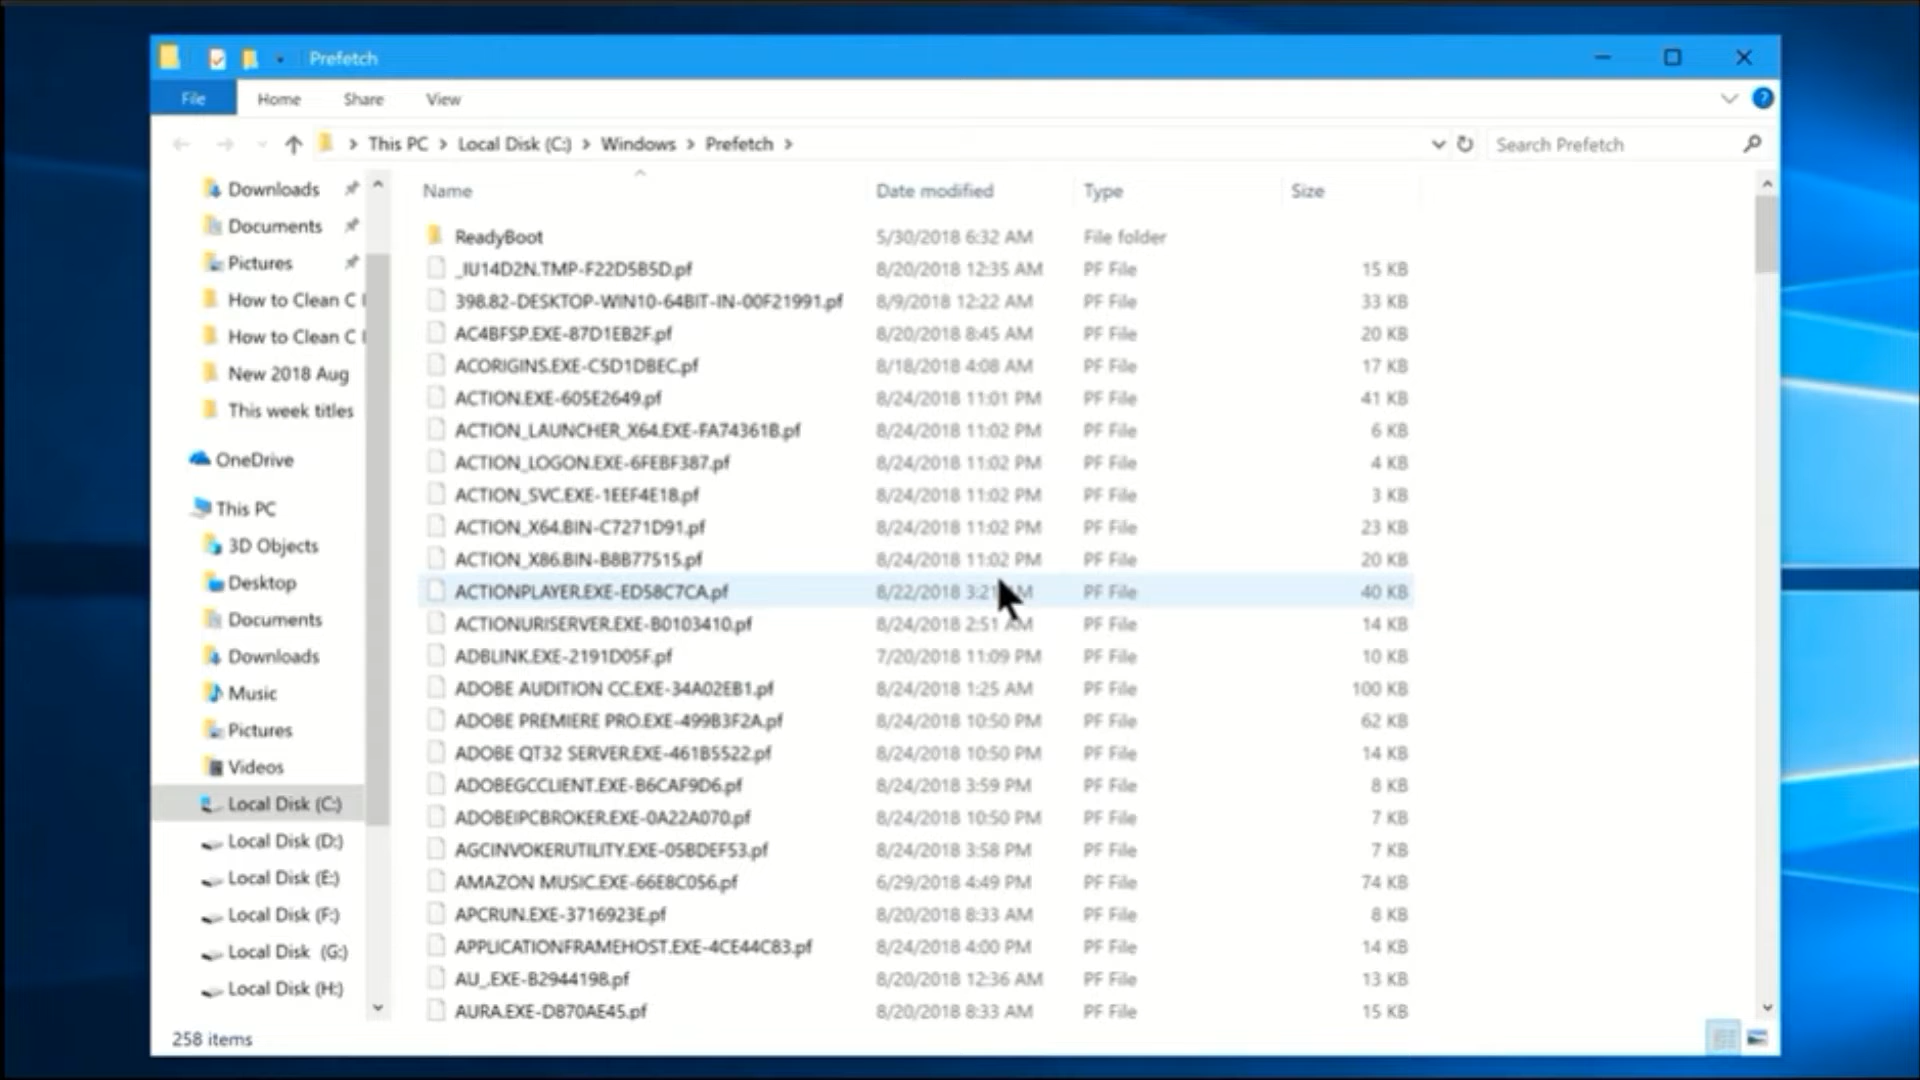 Prefetch
File Home Share View
This PC > Local Disk (C:) > Windows > Prefetch >
Search Prefetch
Downloads
Documents
Pictures
How to Clean C
How to Clean C
New 2018 Aug
This week titles
OneDrive
This PC
3D Objects
Desktop
Documents
Downloads
Music
Pictures
Videos
Local Disk (C:)
Local Disk (D:)
Local Disk (E:)
Local Disk (F:)
Local Disk (G:)
Local Disk (H:)
Name Date modified Type Size
ReadyBoot 5/30/2018 6:32 AM File folder
_IU14D2N.TMP-F22D5B5D.pf 8/20/2018 12:35 AM PF File 15 KB
398.82-DESKTOP-WIN10-64BIT-IN-00F21991.pf 8/9/2018 12:22 AM PF File 33 KB
AC4BFSP.EXE-87D1EB2F.pf 8/20/2018 8:45 AM PF File 20 KB
ACORIGINS.EXE-C5D1DBEC.pf 8/18/2018 4:08 AM PF File 17 KB
ACTION.EXE-605E2649.pf 8/24/2018 11:01 PM PF File 41 KB
ACTION_LAUNCHER_X64.EXE-FA74361B.pf 8/24/2018 11:02 PM PF File 6 KB
ACTION_LOGON.EXE-6FEBF387.pf 8/24/2018 11:02 PM PF File 4 KB
ACTION_SVC.EXE-1EEF4E18.pf 8/24/2018 11:02 PM PF File 3 KB
ACTION_X64.BIN-C7271D91.pf 8/24/2018 11:02 PM PF File 23 KB
ACTION_X86.BIN-B8B77515.pf 8/24/2018 11:02 PM PF File 20 KB
ACTIONPLAYER.EXE-ED58C7CA.pf 8/22/2018 PF File 40 KB
ACTIONURISERVER.EXE-B0103410.pf 8/24/2018 2:51 AM PF File 14 KB
ADBLINK.EXE-2191D05F.pf 7/20/2018 11:09 PM PF File 10 KB
ADOBE AUDITION CC.EXE-34A02EB1.pf 8/24/2018 1:25 AM PF File 100 KB
ADOBE PREMIERE PRO.EXE-499B3F2A.pf 8/24/2018 10:50 PM PF File 62 KB
ADOBE QT32 SERVER.EXE-461B5522.pf 8/24/2018 10:50 PM PF File 14 KB
ADOBEGCCLIENT.EXE-B6CAF9D6.pf 8/24/2018 3:59 PM PF File 8 KB
ADOBEIPCBROKER.EXE-0A22A070.pf 8/24/2018 10:50 PM PF File 7 KB
AGCINVOKERUTILITY.EXE-05BDEF53.pf 8/24/2018 3:58 PM PF File 7 KB
AMAZON MUSIC.EXE-66E8C056.pf 6/29/2018 4:49 PM PF File 74 KB
APCRUN.EXE-3716923E.pf 8/20/2018 8:33 AM PF File 8 KB
APPLICATIONFRAMEHOST.EXE-4CE44C83.pf 8/24/2018 4:00 PM PF File 14 KB
AU_.EXE-B2944198.pf 8/20/2018 12:36 AM PF File 13 KB
AURA.EXE-D870AE45.pf 8/20/2018 8:33 AM PF File 15 KB
258 items